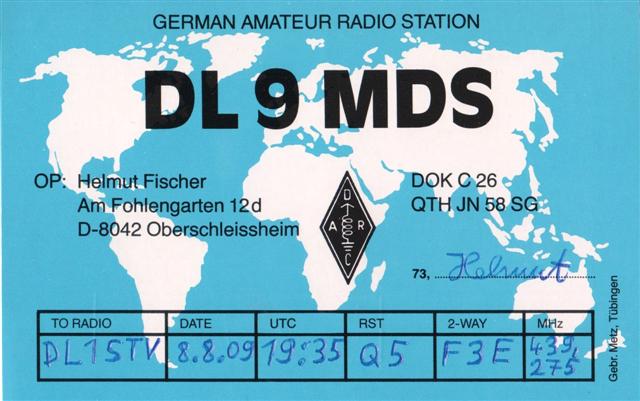 GERMAN AMATEUR RADIO STATION
DL 9 MDS
OP: Helmut Fischer
Am Fohlengarten 12d
D-8042 Oberschleissheim
D
A R
C
DOK C 26
QTH JN 58 SG
73, Helmut
TO RADIO DATE UTC RST 2-WAY MHz
DL1STV 8.8.09 19:35 Q5 F3E 439,275
Gebr. Metz, Tübingen